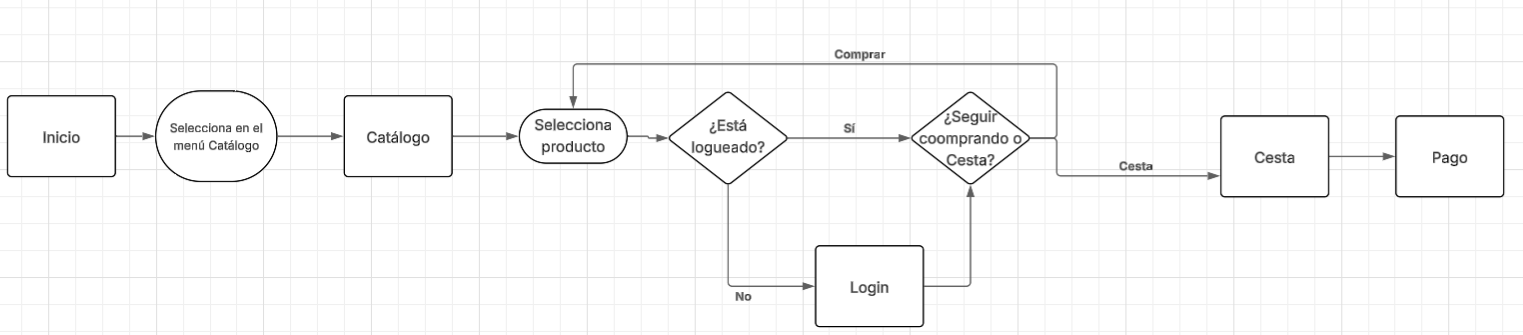 Comprar
Inicio
Selecciona en el
menú Catálogo
Catálogo
Selecciona
producto
¿Está
logueado?
Sí
¿Seguir
coomprando o
Cesta?
Cesta
Cesta
Pago
No
Login